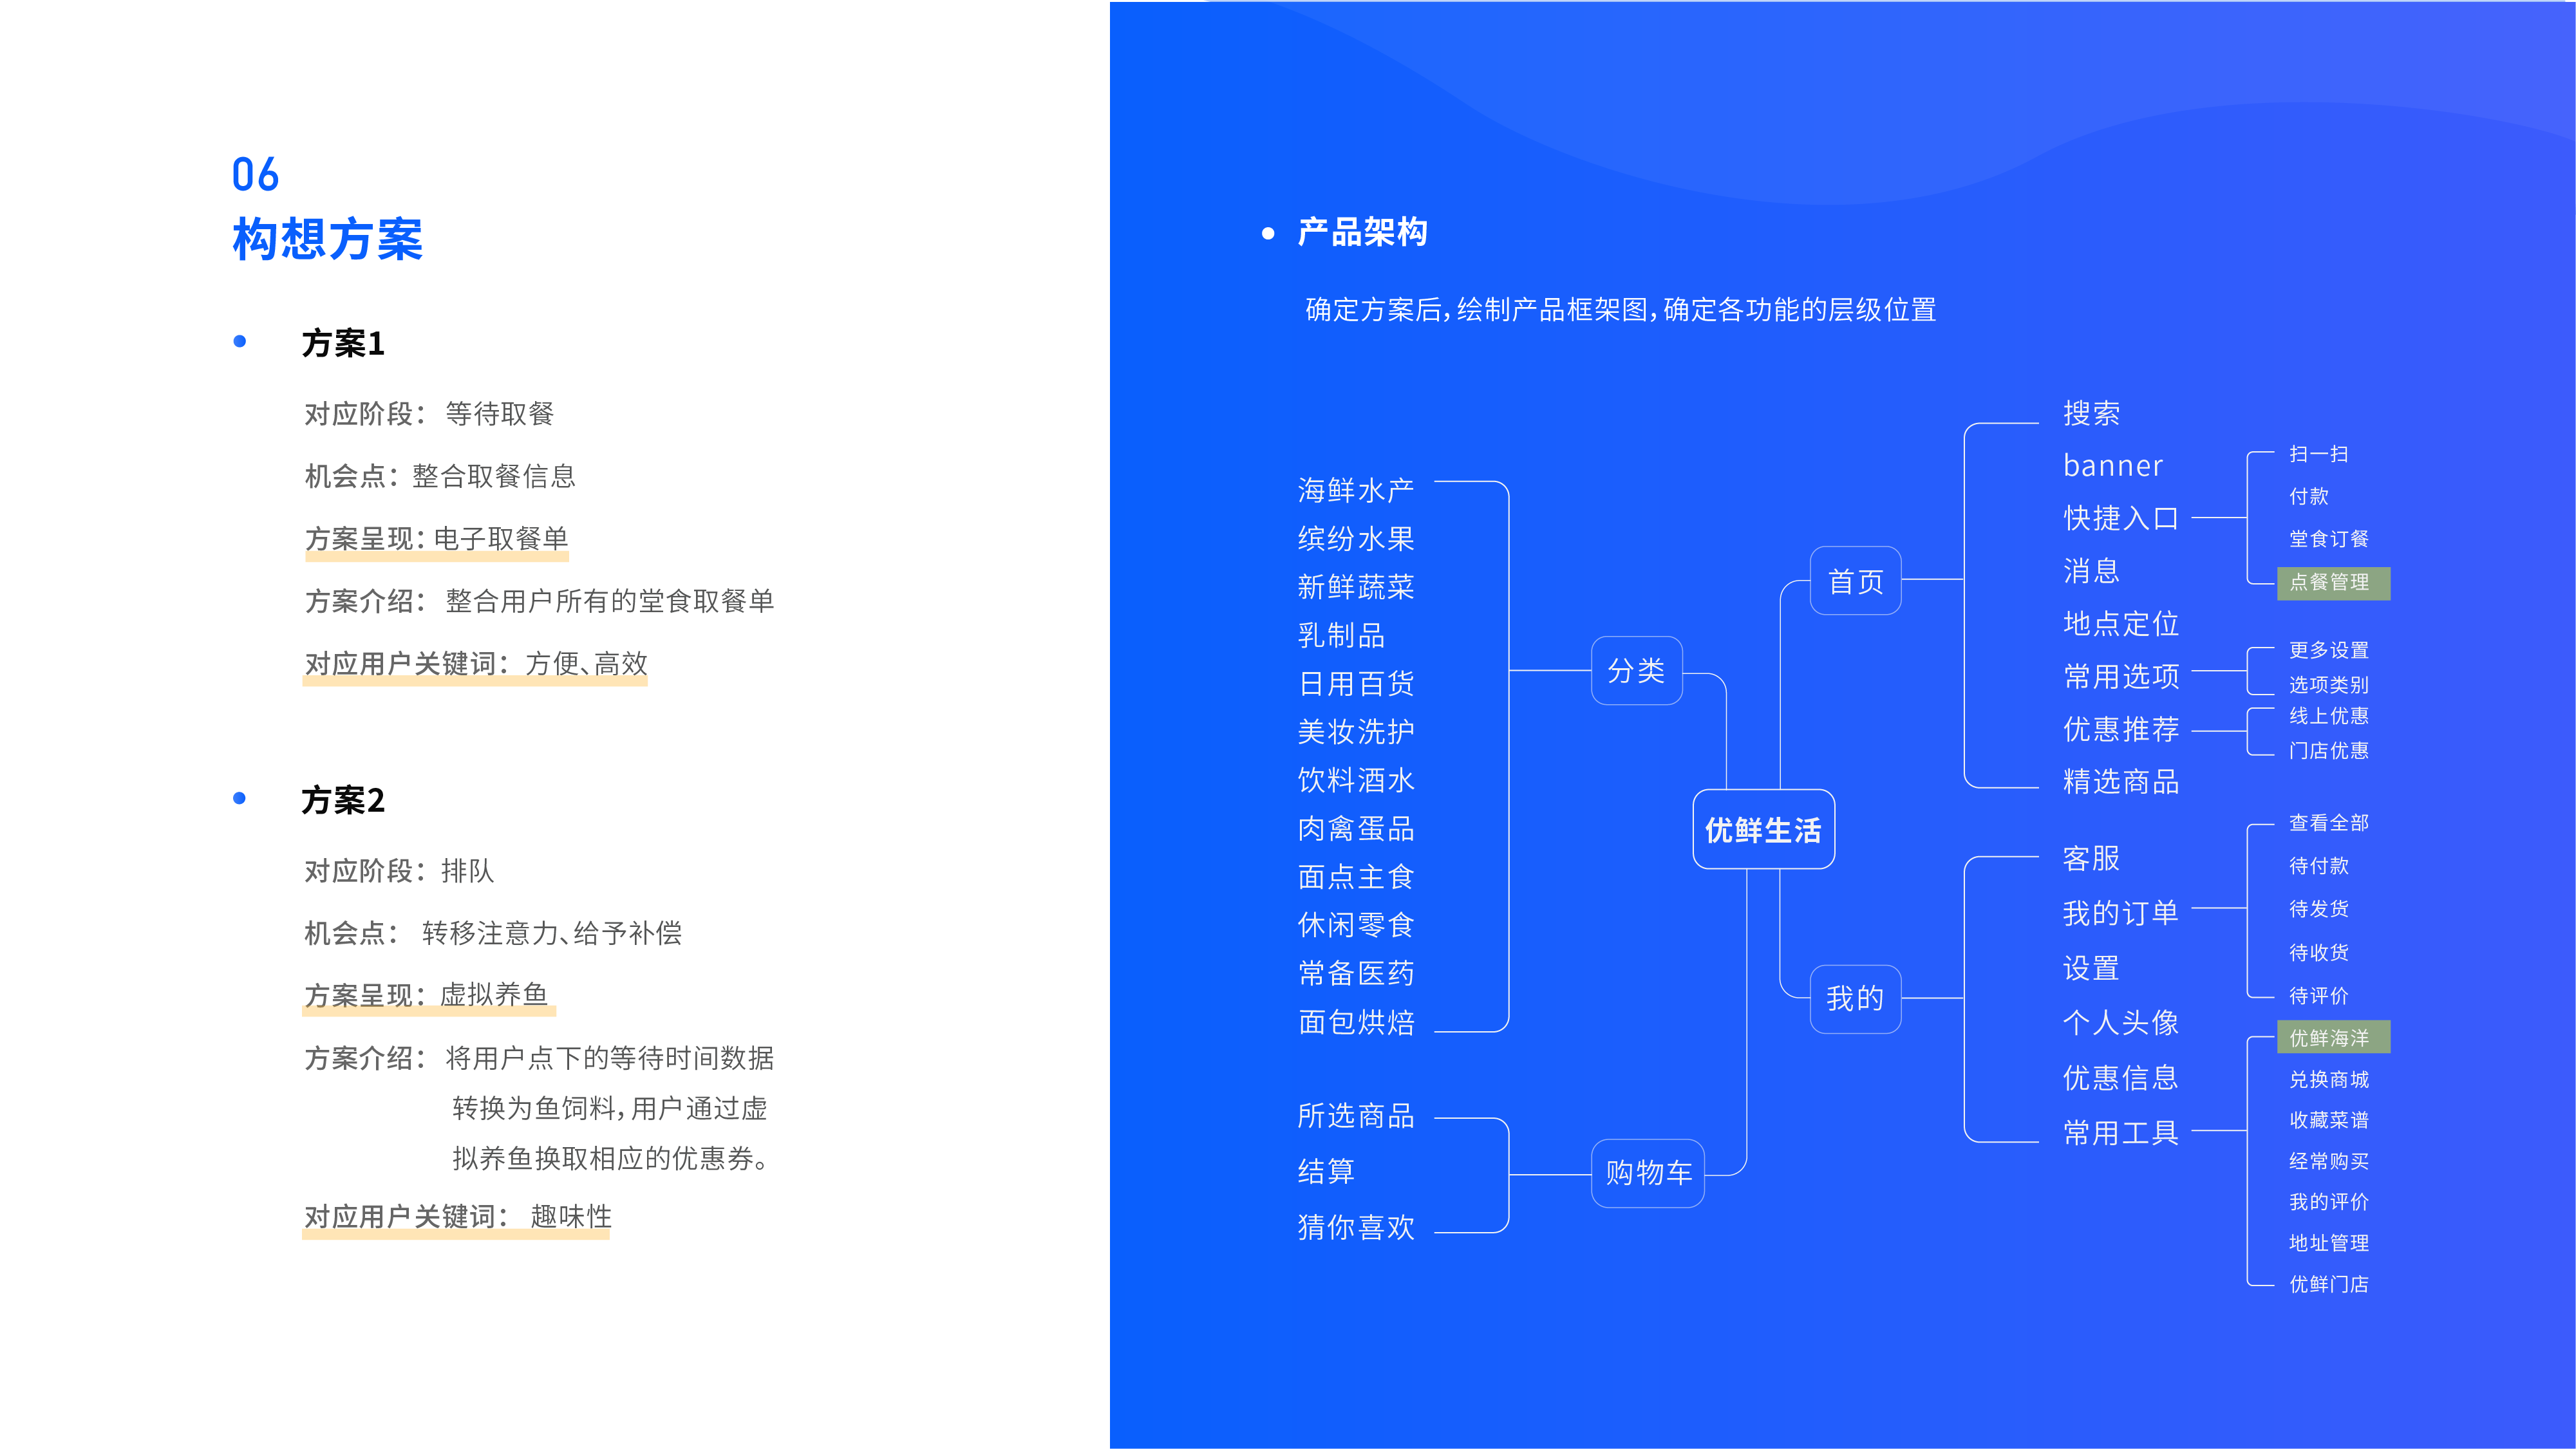 06
构想方案
方案1
对应阶段： 等待取餐
机会点：整合取餐信息
方案呈现：电子取餐单
方案介绍： 整合用户所有的堂食取餐单
对应用户关键词： 方便、高效
方案2
对应阶段：排队
机会点： 转移注意力、给予补偿
方案呈现：虚拟养鱼
方案介绍： 将用户点下的等待时间数据
转换为鱼饲料，用户通过虚
拟养鱼换取相应的优惠券。
对应用户关键词： 趣味性
产品架构
确定方案后，绘制产品框架图，确定各功能的层级位置
海鲜水产
缤纷水果
新鲜蔬菜
乳制品
日用百货
美妆洗护
饮料酒水
肉禽蛋品
面点主食
休闲零食
常备医药
面包烘焙
所选商品
结算
猜你喜欢
分类
购物车
优鲜生活
首页
我的
搜索
banner
快捷入口
消息
地点定位
常用选项
优惠推荐
精选商品
客服
我的订单
设置
个人头像
优惠信息
常用工具
扫一扫
付款
堂食订餐
点餐管理
更多设置
选项类别
线上优惠
门店优惠
查看全部
待付款
待发货
待收货
待评价
优鲜海洋
兑换商城
收藏菜谱
经常购买
我的评价
地址管理
优鲜门店